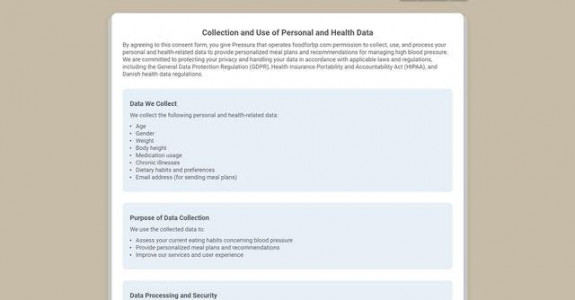 Collection and Use of Personal and Health Data
By agreeing to this consent form, you give Pressura that operates foodforbp.com permission to collect, use, and process your
personal and health-related data to provide personalized meal plans and recommendations for managing high blood pressure.
We are committed to protecting your privacy and handling your data in accordance with applicable laws and regulations,
including the General Data Protection Regulation (GDPR), Health Insurance Portability and Accountability Act (HIPAA), and
Danish health data regulations.
Data We Collect
We collect the following personal and health-related data:
• Age
• Gender
• Weight
• Body height
• Medication usage
• Chronic illnesses
• Dietary habits and preferences
• Email address (for sending meal plans)
Purpose of Data Collection
We use the collected data to:
• Assess your current eating habits concerning blood pressure
• Provide personalized meal plans and recommendations
• Improve our services and user experience
Data Processing and Security